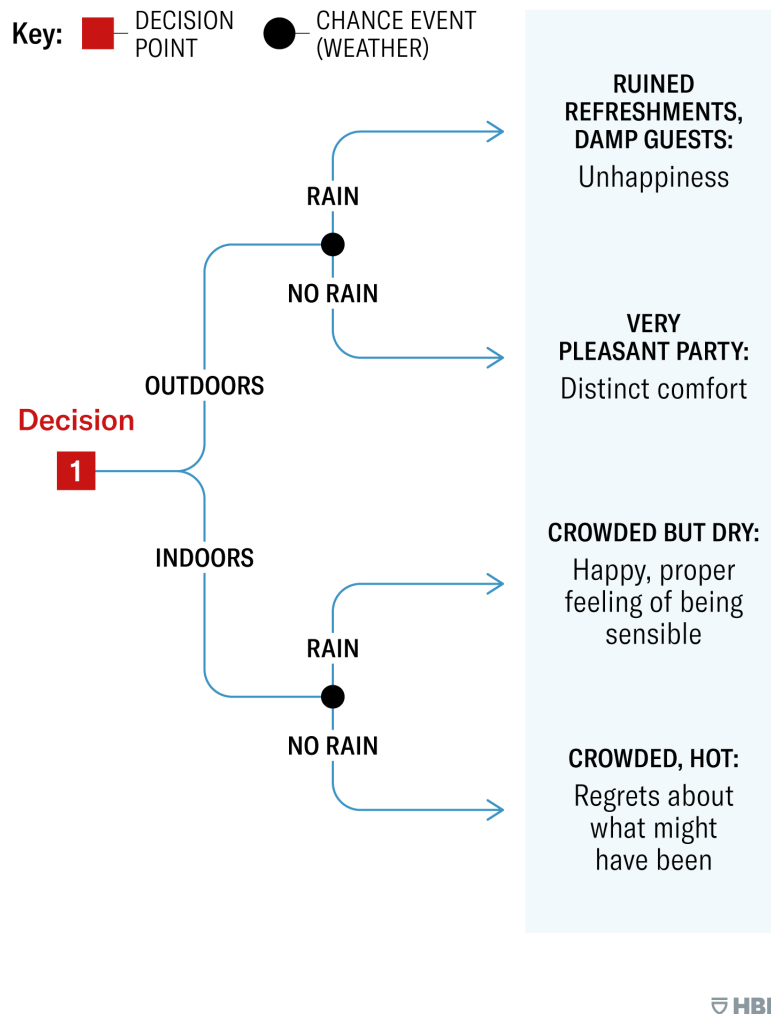 Key:
DECISION
POINT
CHANCE EVENT
(WEATHER)
RUINED
REFRESHMENTS,
DAMP GUESTS:
Unhappiness
RAIN
NO RAIN
VERY
PLEASANT PARTY:
Distinct comfort
OUTDOORS
Decision
1
INDOORS
CROWDED BUT DRY:
Happy, proper
feeling of being
sensible
RAIN
NO RAIN
CROWDED, HOT:
Regrets about
what might
have been